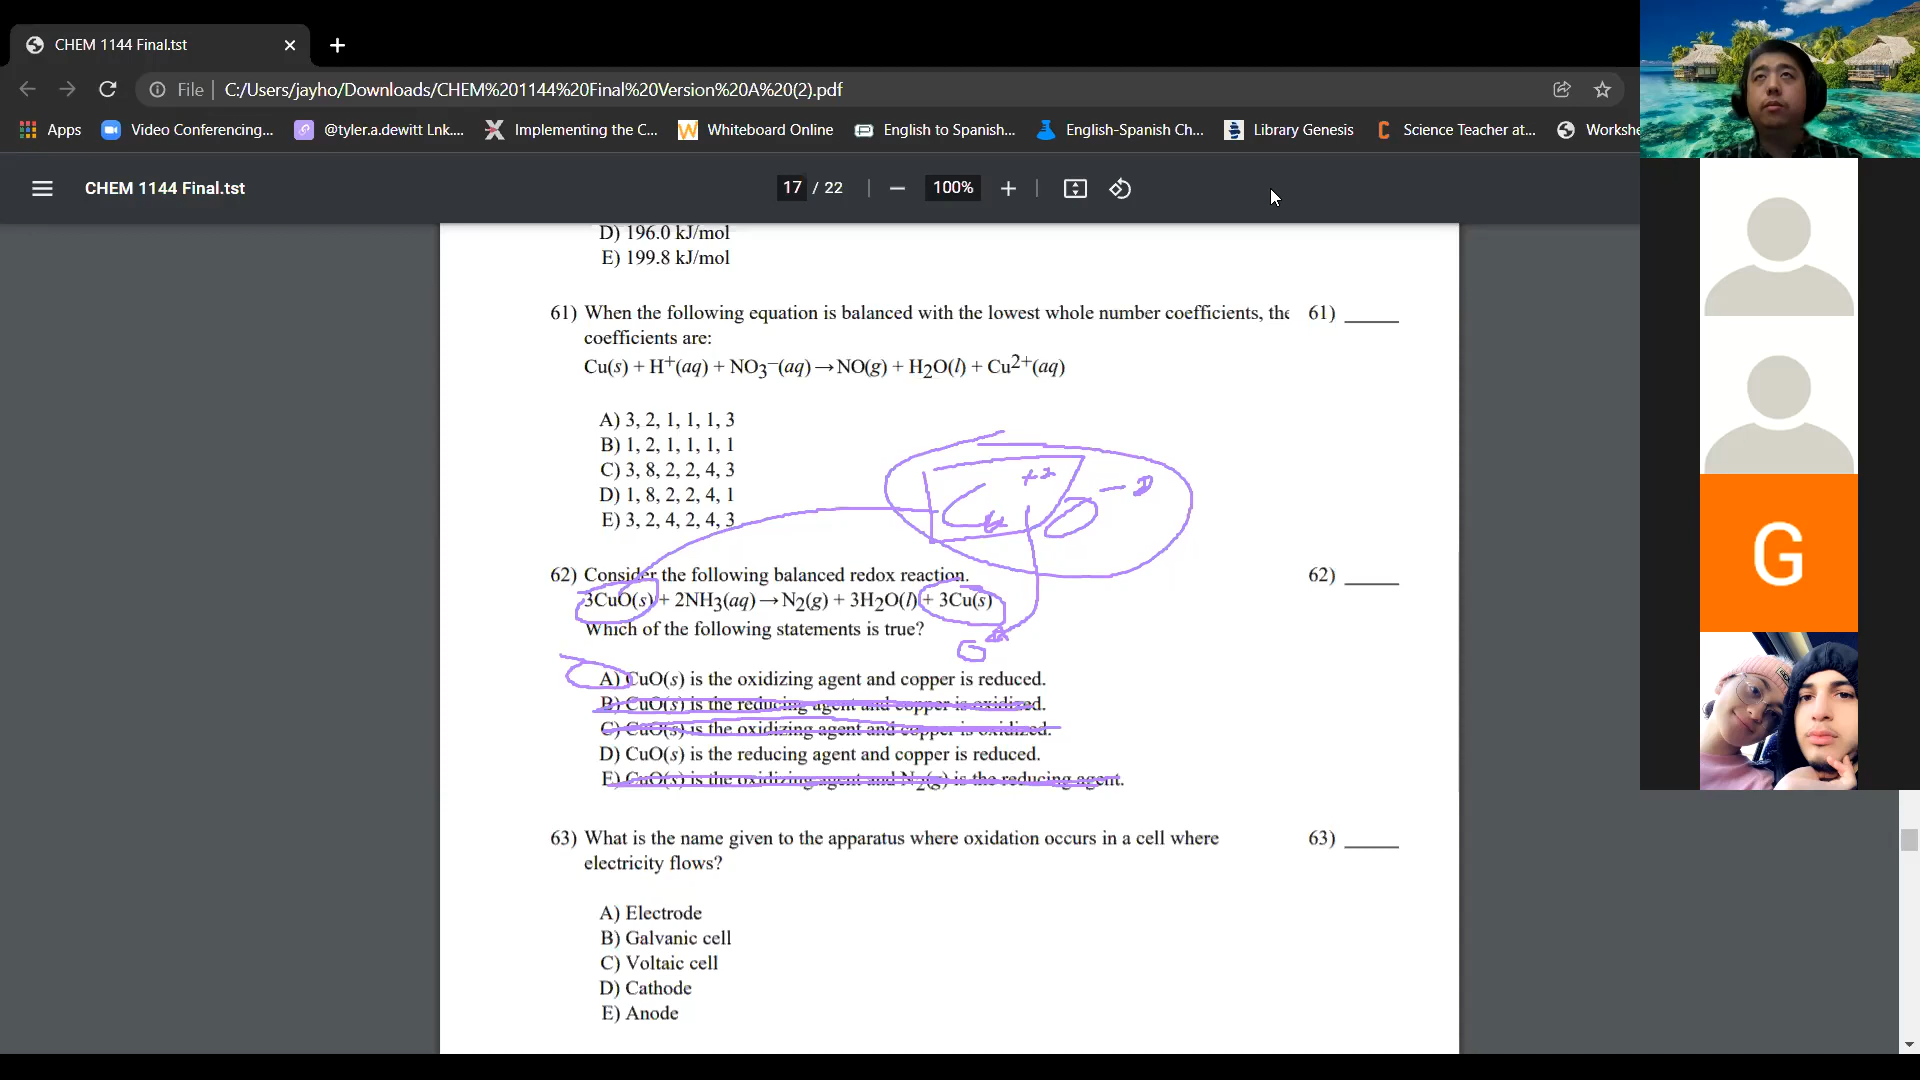 CHEM 1144 Final.tst
File | C:/Users/jayho/Downloads/CHEM%201144%20Final%20Version%20A%20(2).pdf
Apps Video Conferencing... @tyler.a.dewitt Lnk.... Implementing the C... Whiteboard Online English to Spanish... English-Spanish Ch... Library Genesis Science Teacher at... Workshe
CHEM 1144 Final.tst 17 / 22 100%
D) 196.0 kJ/mol
E) 199.8 kJ/mol
61) When the following equation is balanced with the lowest whole number coefficients, the 61) ______
coefficients are:
Cu(s) + H⁺(aq) + NO₃⁻(aq) → NO(g) + H₂O(l) + Cu²⁺(aq)
A) 3, 2, 1, 1, 1, 3
B) 1, 2, 1, 1, 1, 1
C) 3, 8, 2, 2, 4, 3
D) 1, 8, 2, 2, 4, 1
E) 3, 2, 4, 2, 4, 3
+2
62) Consider the following balanced redox reaction. 62) ______
3CuO(s) + 2NH₃(aq) → N₂(g) + 3H₂O(l) + 3Cu(s)
Which of the following statements is true?
0
A) CuO(s) is the oxidizing agent and copper is reduced.
B) CuO(s) is the reducing agent and copper is oxidized.
C) CuO(s) is the oxidizing agent and copper is oxidized.
D) CuO(s) is the reducing agent and copper is reduced.
E) CuO(s) is the oxidizing agent and N₂(g) is the reducing agent.
63) What is the name given to the apparatus where oxidation occurs in a cell where 63) ______
electricity flows?
A) Electrode
B) Galvanic cell
C) Voltaic cell
D) Cathode
E) Anode
G